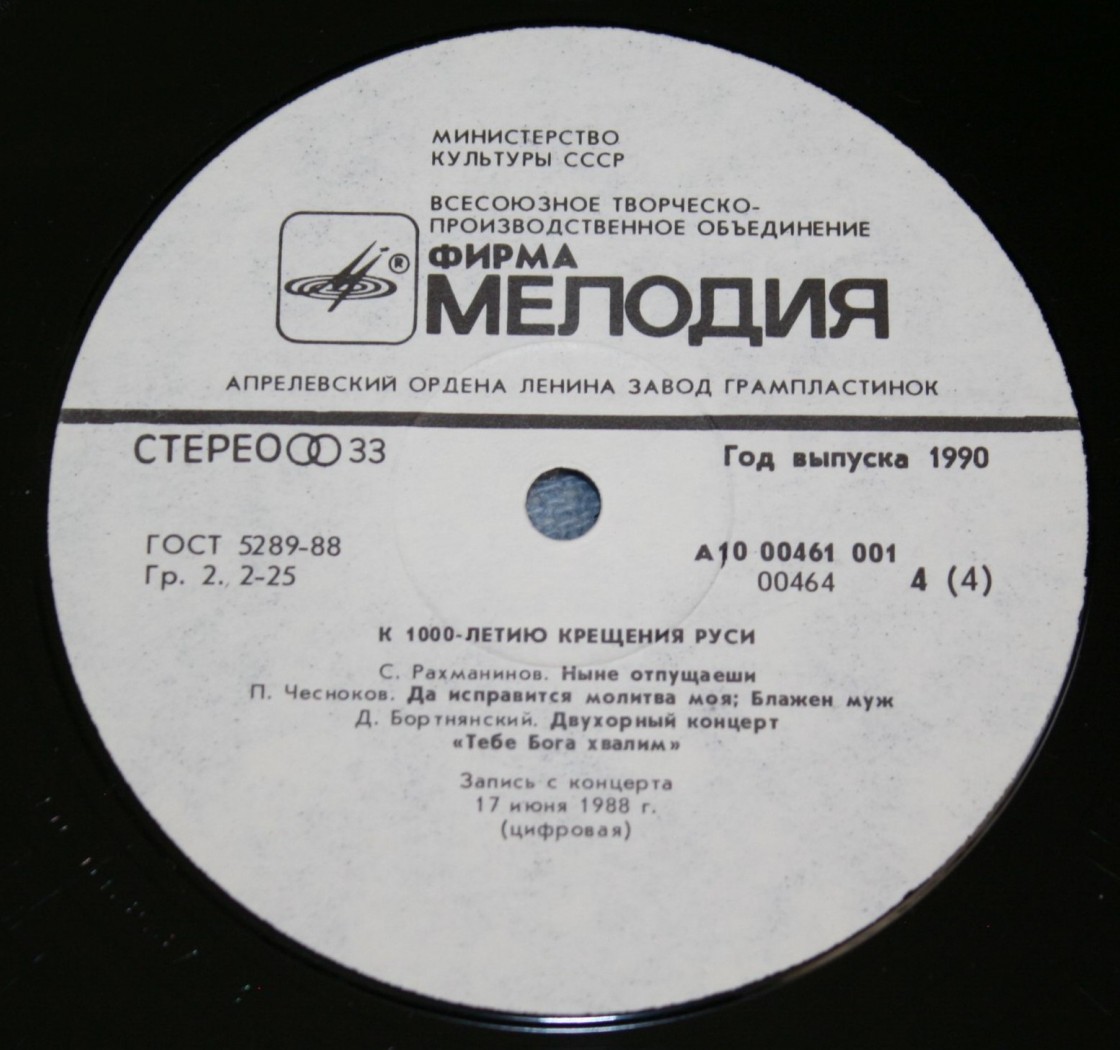 МИНИСТЕРСТВО
КУЛЬТУРЫ СССР
ВСЕСОЮЗНОЕ ТВОРЧЕСКО-
ПРОИЗВОДСТВЕННОЕ ОБЪЕДИНЕНИЕ
ФИРМА
®
МЕЛОДИЯ
АПРЕЛЕВСКИЙ ОРДЕНА ЛЕНИНА ЗАВОД ГРАМПЛАСТИНОК
СТЕРЕО 33
Год выпуска 1990
ГОСТ 5289-88
А10 00461 001
Гр. 2., 2-25
00464 4 (4)
К 1000-ЛЕТИЮ КРЕЩЕНИЯ РУСИ
С. Рахманинов. Ныне отпущаеши
П. Чесноков. Да исправится молитва моя; Блажен муж
Д. Бортнянский. Двухорный концерт
«Тебе Бога хвалим»
Запись с концерта
17 июня 1988 г.
(цифровая)